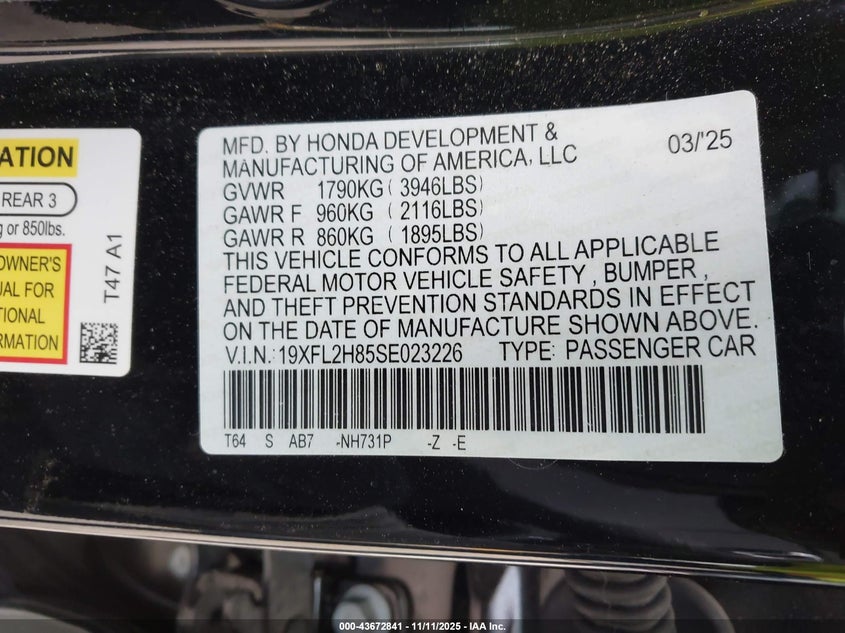 ATION
REAR 3
g or 850lbs.
OWNER'S
UAL FOR
TIONAL
RMATION
T47 A1
MFD. BY HONDA DEVELOPMENT & 03/'25
MANUFACTURING OF AMERICA, LLC
GVWR 1790KG (3946LBS)
GAWR F 960KG (2116LBS)
GAWR R 860KG (1895LBS)
THIS VEHICLE CONFORMS TO ALL APPLICABLE
FEDERAL MOTOR VEHICLE SAFETY , BUMPER ,
AND THEFT PREVENTION STANDARDS IN EFFECT
ON THE DATE OF MANUFACTURE SHOWN ABOVE.
V.I.N.: 19XFL2H85SE023226 TYPE: PASSENGER CAR
T64 S AB7 -NH731P -Z -E
000-43672841 - 11/11/2025 - IAA Inc.